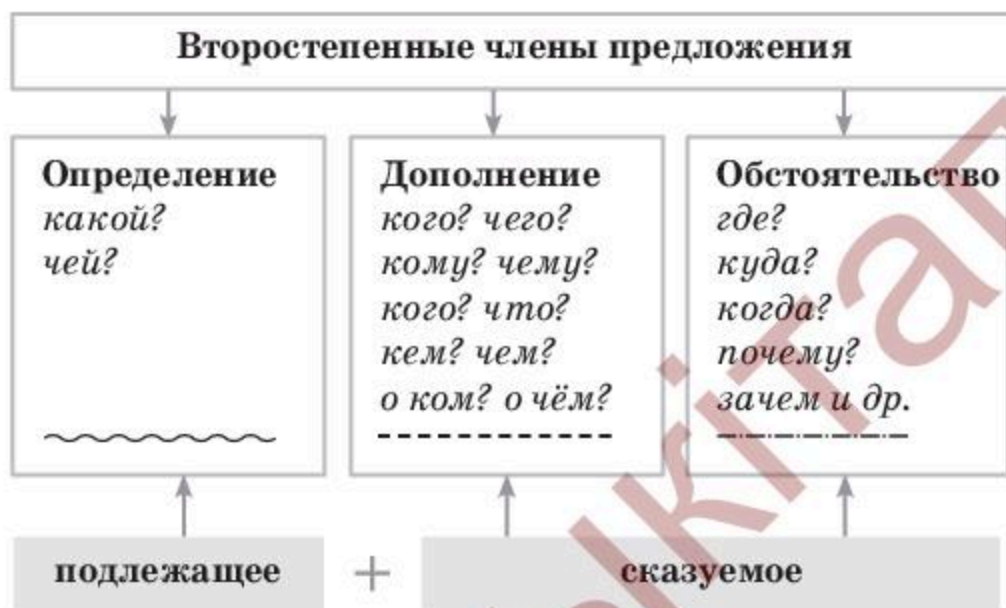 Второстепенные члены предложения
Определение
какой?
чей?
Дополнение
кого? чего?
кому? чему?
кого? что?
кем? чем?
о ком? о чём?
Обстоятельство
где?
куда?
когда?
почему?
зачем и др.
подлежащее + сказуемое